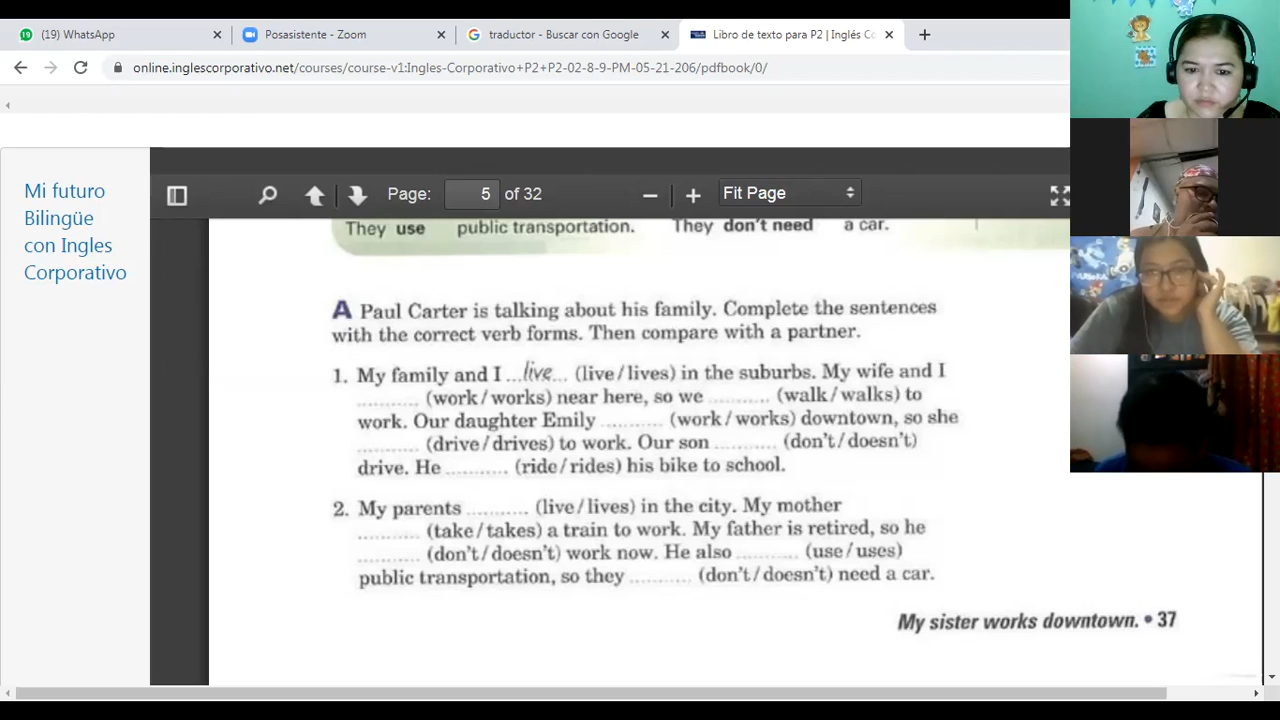 19
(19) WhatsApp
Posasistente - Zoom
traductor - Buscar con Google
Libro de texto para P2 | Inglés Co
online.inglescorporativo.net/courses/course-v1:Ingles-Corporativo+P2+P2-02-8-9-PM-05-21-206/pdfbook/0/
Mi futuro
Bilingüe
con Ingles
Corporativo
Page: 5 of 32
Fit Page
They use public transportation. They don't need a car.
A Paul Carter is talking about his family. Complete the sentences
with the correct verb forms. Then compare with a partner.
1. My family and I ...live... (live/lives) in the suburbs. My wife and I
.......... (work/works) near here, so we .......... (walk/walks) to
work. Our daughter Emily .......... (work/works) downtown, so she
.......... (drive/drives) to work. Our son .......... (don't/doesn't)
drive. He .......... (ride/rides) his bike to school.
2. My parents .......... (live/lives) in the city. My mother
.......... (take/takes) a train to work. My father is retired, so he
.......... (don't/doesn't) work now. He also .......... (use/uses)
public transportation, so they .......... (don't/doesn't) need a car.
My sister works downtown. • 37